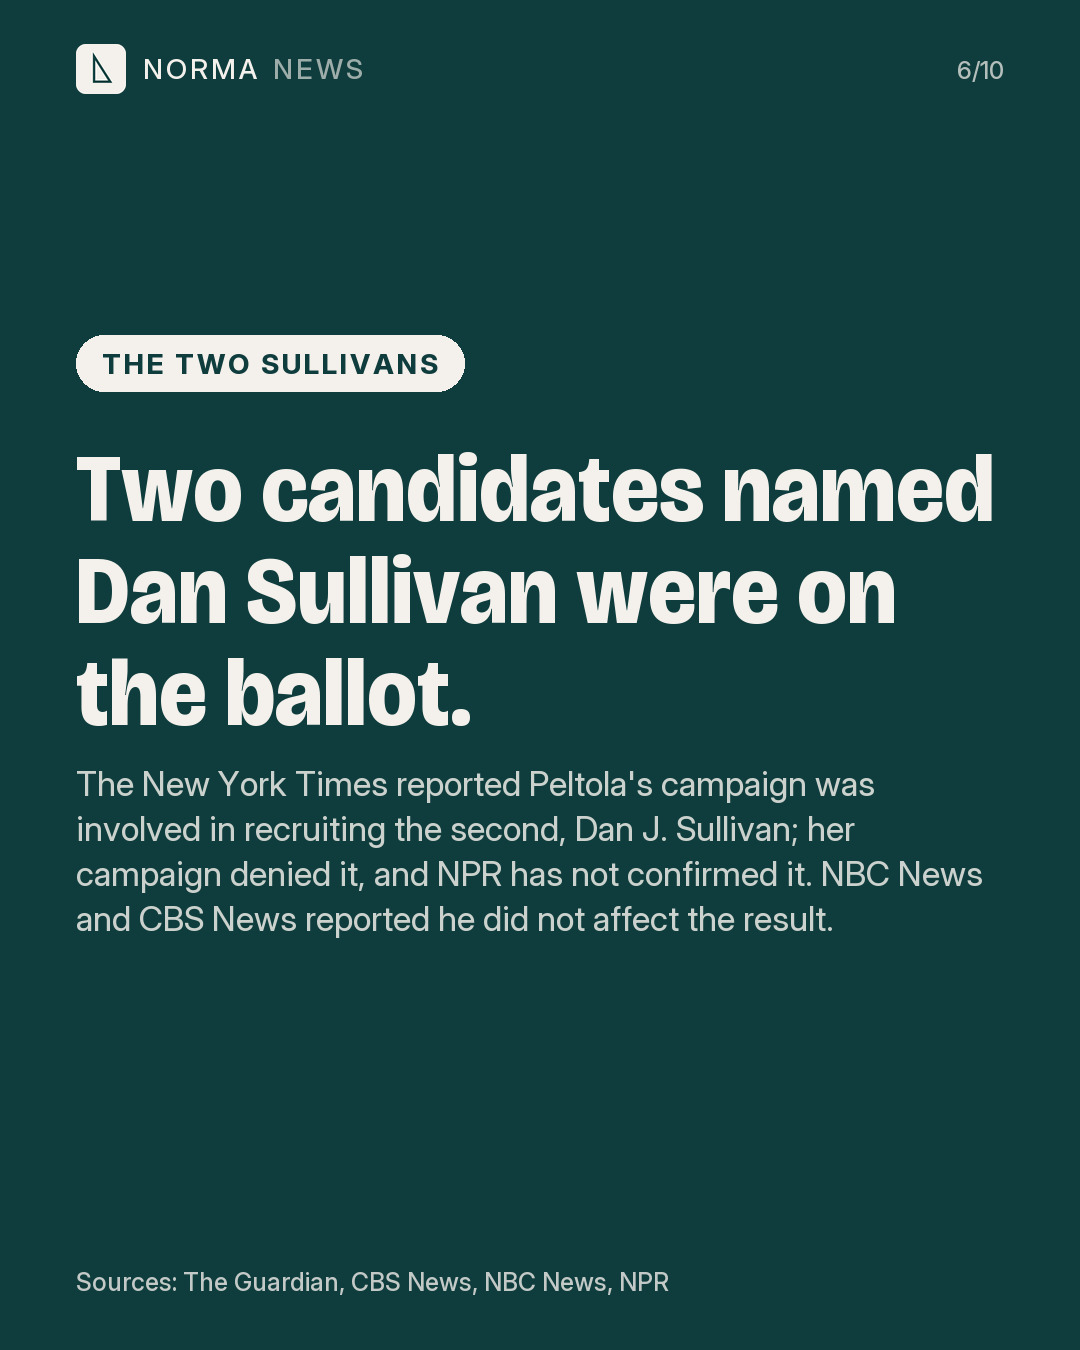 NORMA NEWS
6/10
THE TWO SULLIVANS
Two candidates named
Dan Sullivan were on
the ballot.
The New York Times reported Peltola's campaign was
involved in recruiting the second, Dan J. Sullivan; her
campaign denied it, and NPR has not confirmed it. NBC News
and CBS News reported he did not affect the result.
Sources: The Guardian, CBS News, NBC News, NPR